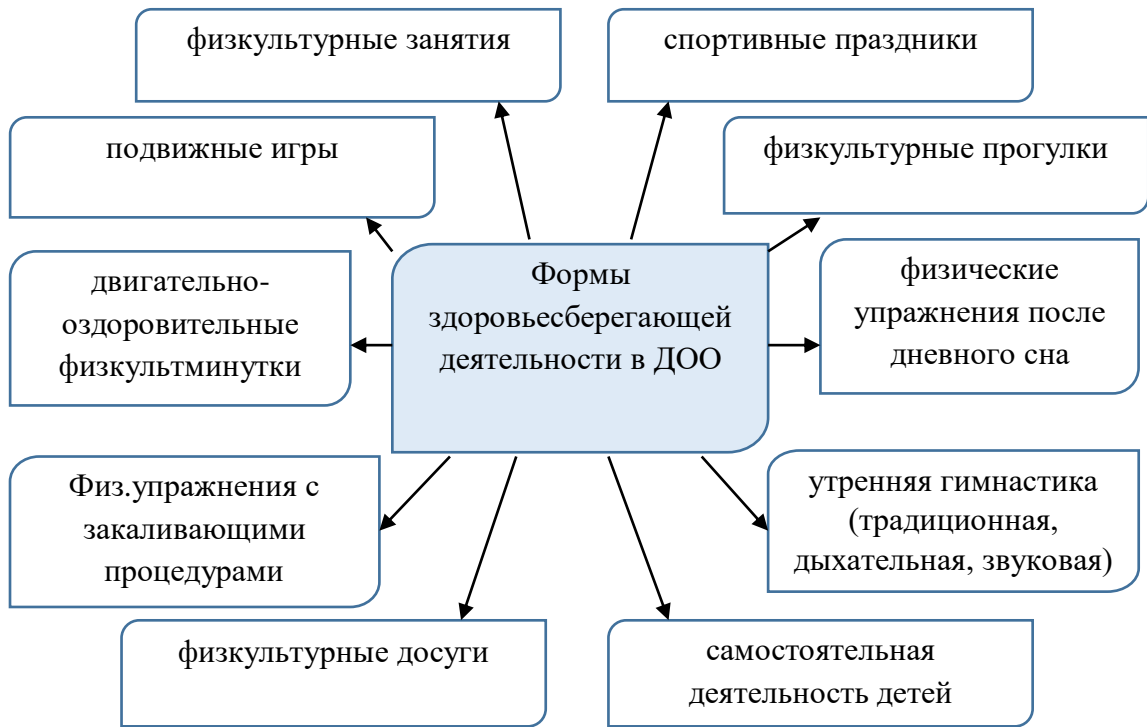 физкультурные занятия
спортивные праздники
подвижные игры
физкультурные прогулки
Формы
здоровьесберегающей
деятельности в ДОО
двигательно-
оздоровительные
физкультминутки
физические
упражнения после
дневного сна
Физ.упражнения с
закаливающими
процедурами
утренняя гимнастика
(традиционная,
дыхательная, звуковая)
физкультурные досуги
самостоятельная
деятельность детей